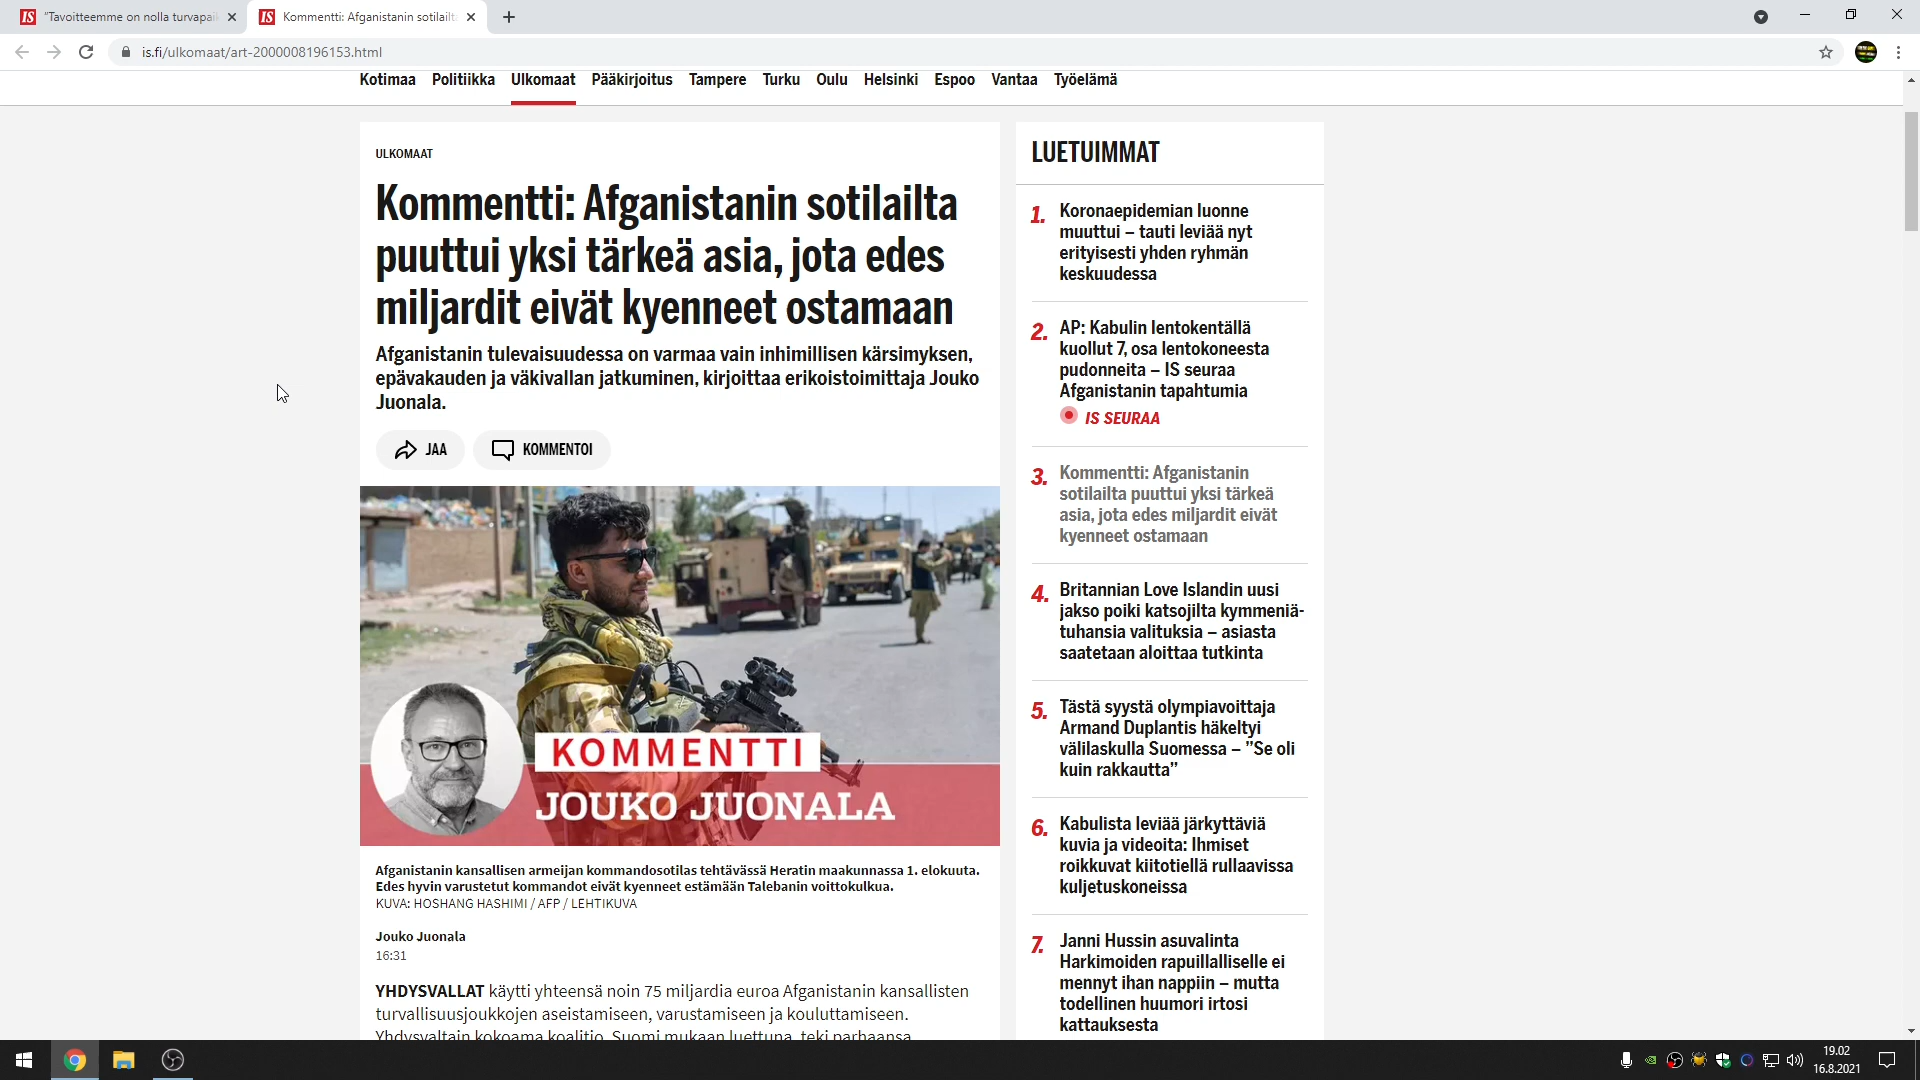 "Tavoitteemme on nolla turvapaik
Kommentti: Afganistanin sotilailta
is.fi/ulkomaat/art-2000008196153.html
Kotimaa Politiikka Ulkomaat Pääkirjoitus Tampere Turku Oulu Helsinki Espoo Vantaa Työelämä
ULKOMAAT
Kommentti: Afganistanin sotilailta
puuttui yksi tärkeä asia, jota edes
miljardit eivät kyenneet ostamaan
Afganistanin tulevaisuudessa on varmaa vain inhimillisen kärsimyksen,
epävakauden ja väkivallan jatkuminen, kirjoittaa erikoistoimittaja Jouko
Juonala.
JAA KOMMENTOI
KOMMENTTI
JOUKO JUONALA
Afganistanin kansallisen armeijan kommandosotilas tehtävässä Heratin maakunnassa 1. elokuuta.
Edes hyvin varustetut kommandot eivät kyenneet estämään Talebanin voittokulkua.
KUVA: HOSHANG HASHIMI / AFP / LEHTIKUVA
Jouko Juonala
16:31
YHDYSVALLAT käytti yhteensä noin 75 miljardia euroa Afganistanin kansallisten
turvallisuusjoukkojen aseistamiseen, varustamiseen ja kouluttamiseen.
Yhdysvaltain kokoama koalitio, Suomi mukaan luettuna, teki parhaansa
LUETUIMMAT
1. Koronaepidemian luonne
muuttui – tauti leviää nyt
erityisesti yhden ryhmän
keskuudessa
2. AP: Kabulin lentokentällä
kuollut 7, osa lentokoneesta
pudonneita – IS seuraa
Afganistanin tapahtumia
IS SEURAA
3. Kommentti: Afganistanin
sotilailta puuttui yksi tärkeä
asia, jota edes miljardit eivät
kyenneet ostamaan
4. Britannian Love Islandin uusi
jakso poiki katsojilta kymmeniä-
tuhansia valituksia – asiasta
saatetaan aloittaa tutkinta
5. Tästä syystä olympiavoittaja
Armand Duplantis häkeltyi
välilaskulla Suomessa – ”Se oli
kuin rakkautta”
6. Kabulista leviää järkyttäviä
kuvia ja videoita: Ihmiset
roikkuvat kiitotiellä rullaavissa
kuljetuskoneissa
7. Janni Hussin asuvalinta
Harkimoiden rapuillalliselle ei
mennyt ihan nappiin – mutta
todellinen huumori irtosi
kattauksesta
19.02
16.8.2021